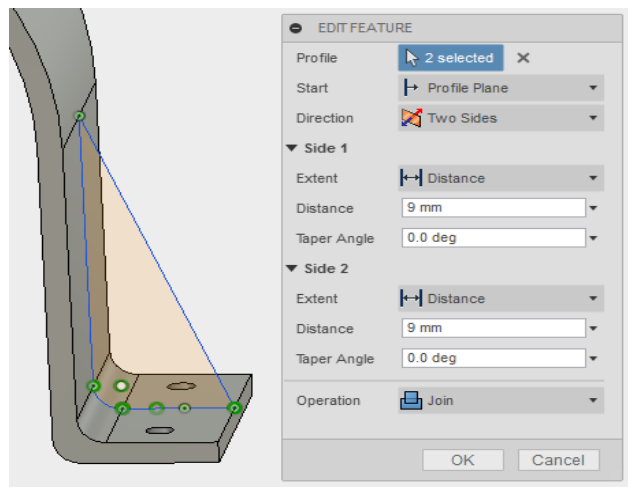 EDIT FEATURE
Profile 2 selected
Start Profile Plane
Direction Two Sides
Side 1
Extent Distance
Distance 9 mm
Taper Angle 0.0 deg
Side 2
Extent Distance
Distance 9 mm
Taper Angle 0.0 deg
Operation Join
OK Cancel